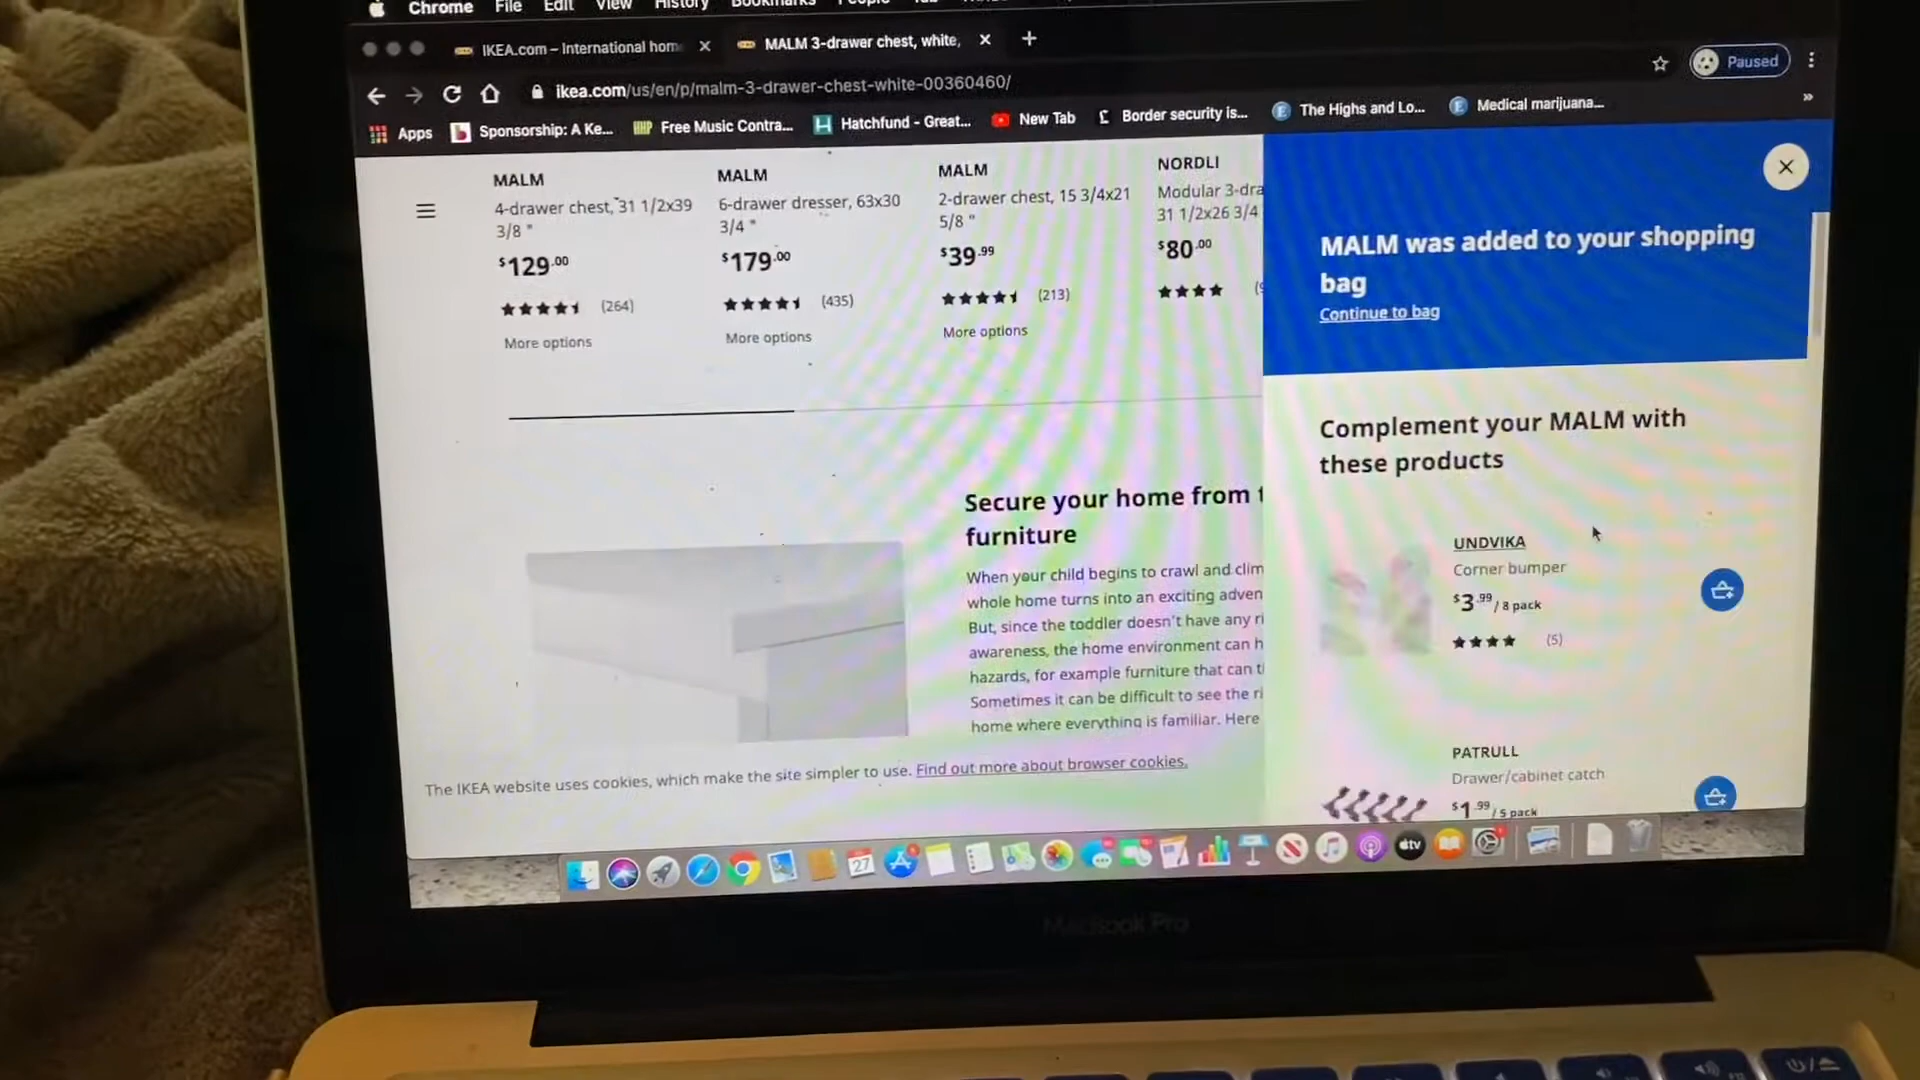 Chrome File Edit View History Bookmarks People Tab
IKEA.com – International hom
MALM 3-drawer chest, white,
Paused
ikea.com/us/en/p/malm-3-drawer-chest-white-00360460/
Apps
Sponsorship: A Ke...
Free Music Contra...
Hatchfund - Great...
New Tab
Border security is...
The Highs and Lo...
Medical marijuana...
MALM
4-drawer chest, 31 1/2x39
3/8 "
$129.00
(264)
More options
MALM
6-drawer dresser, 63x30
3/4 "
$179.00
(435)
More options
MALM
2-drawer chest, 15 3/4x21
5/8 "
$39.99
(213)
More options
NORDLI
Modular 3-dra
31 1/2x26 3/4
$80.00
MALM was added to your shopping
bag
Continue to bag
Complement your MALM with
these products
UNDVIKA
Corner bumper
$3.99 / 8 pack
(5)
PATRULL
Drawer/cabinet catch
$1.99 / 5 pack
Secure your home from
furniture
When your child begins to crawl and clim
whole home turns into an exciting adven
But, since the toddler doesn't have any ri
awareness, the home environment can h
hazards, for example furniture that can ti
Sometimes it can be difficult to see the ri
home where everything is familiar. Here
The IKEA website uses cookies, which make the site simpler to use. Find out more about browser cookies.
27
tv
MacBook Pro